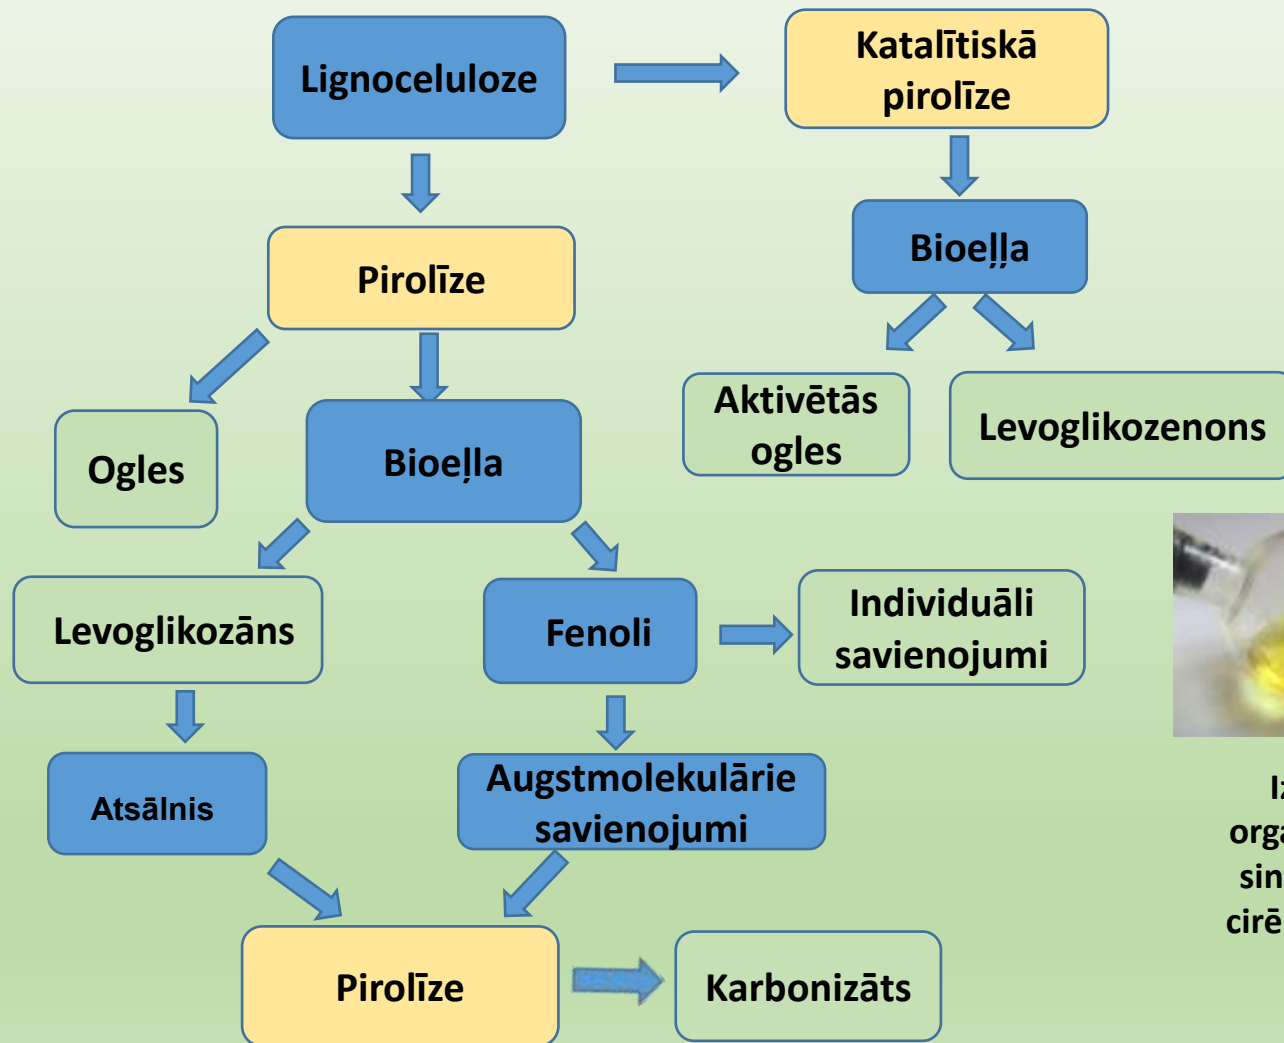 Lignoceluloze
Katalītiskā
pirolīze
Pirolīze
Bioeļļa
Ogles
Bioeļļa
Aktivētās
ogles
Levoglikozenons
Levoglikozāns
Fenoli
Individuāli
savienojumi
Atsālnis
Augstmolekulārie
savienojumi
Pirolīze
Karbonizāts